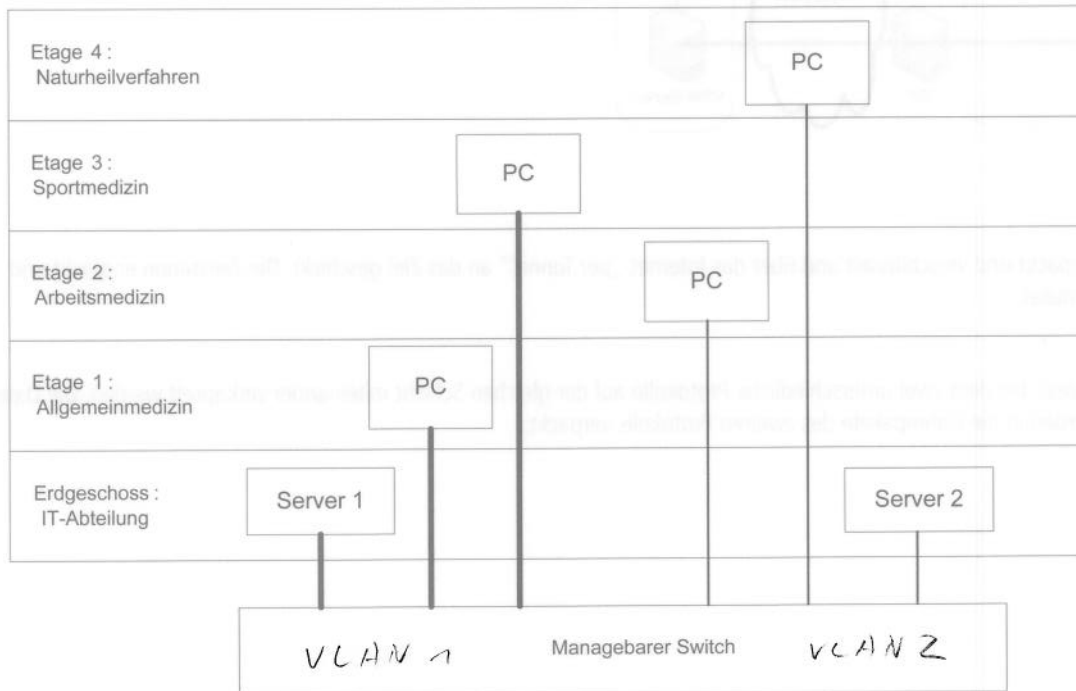 Etage 4 :
Naturheilverfahren
PC
Etage 3 :
Sportmedizin
PC
Etage 2 :
Arbeitsmedizin
PC
Etage 1 :
Allgemeinmedizin
PC
Erdgeschoss :
IT-Abteilung
Server 1
Server 2
VLAN 1
Managebarer Switch
VLAN 2